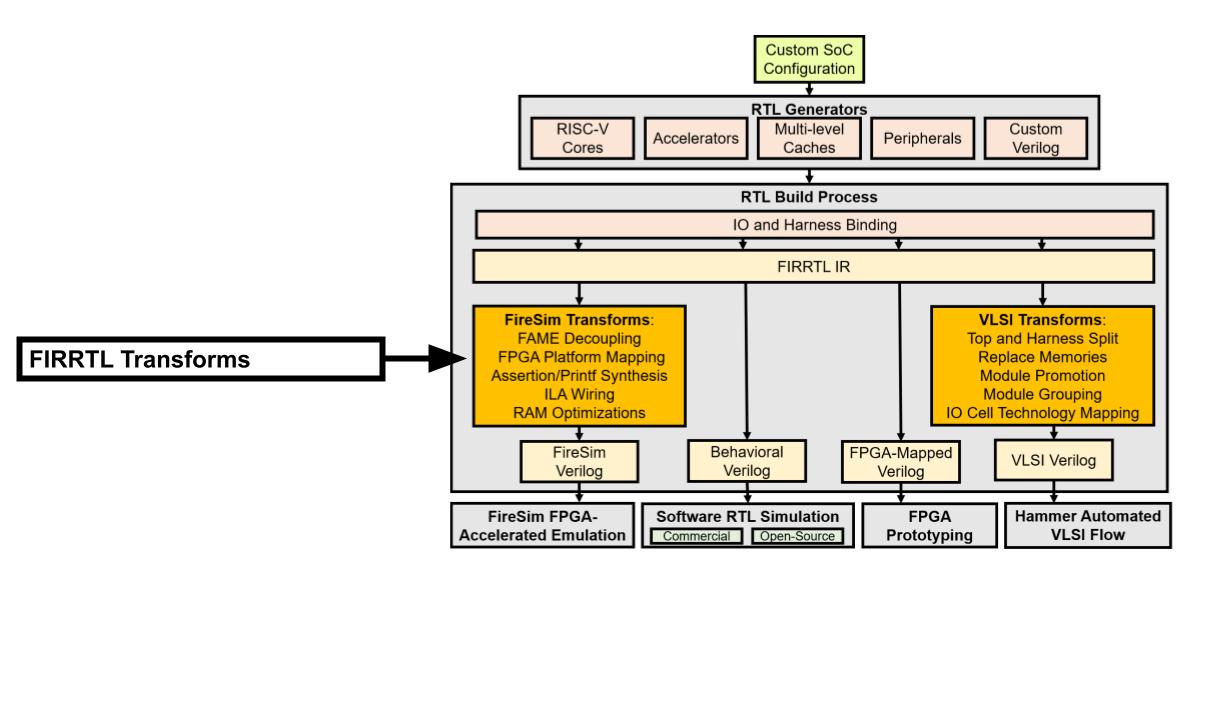 Custom SoC
Configuration
RTL Generators
RISC-V
Cores
Accelerators
Multi-level
Caches
Peripherals
Custom
Verilog
RTL Build Process
IO and Harness Binding
FIRRTL IR
FIRRTL Transforms
FireSim Transforms:
FAME Decoupling
FPGA Platform Mapping
Assertion/Printf Synthesis
ILA Wiring
RAM Optimizations
VLSI Transforms:
Top and Harness Split
Replace Memories
Module Promotion
Module Grouping
IO Cell Technology Mapping
FireSim
Verilog
Behavioral
Verilog
FPGA-Mapped
Verilog
VLSI Verilog
FireSim FPGA-
Accelerated Emulation
Software RTL Simulation
Commercial
Open-Source
FPGA
Prototyping
Hammer Automated
VLSI Flow